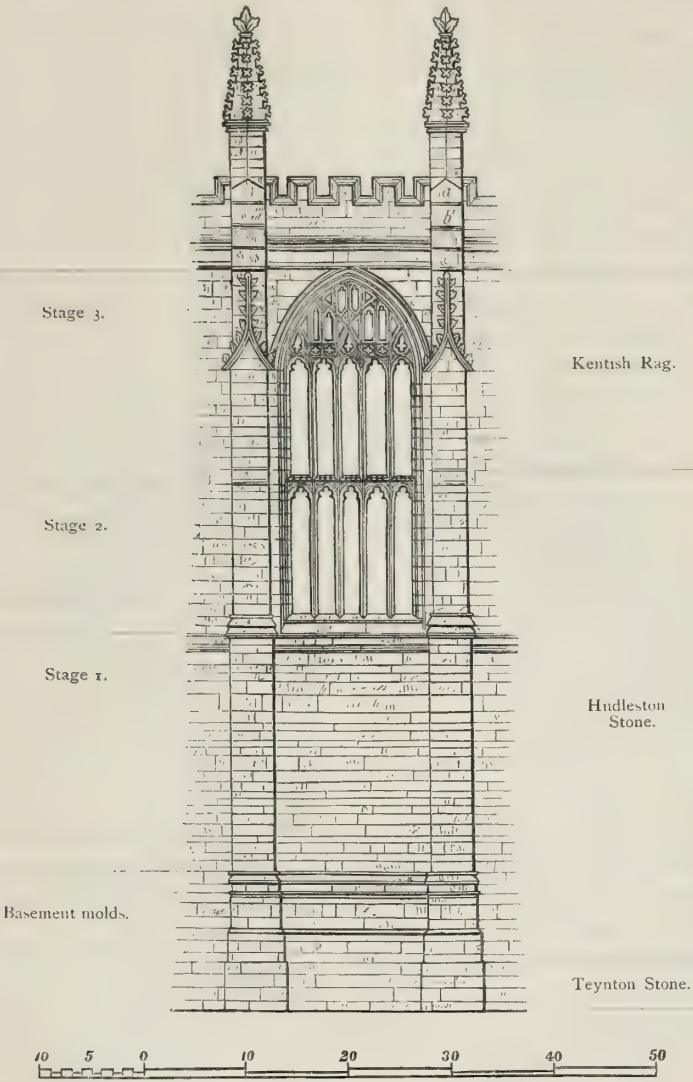 Stage 3.
Kentish Rag.
Stage 2.
Stage 1.
Hudleston
Stone.
Basement molds.
Teynton Stone.
10 5 0 10 20 30 40 50